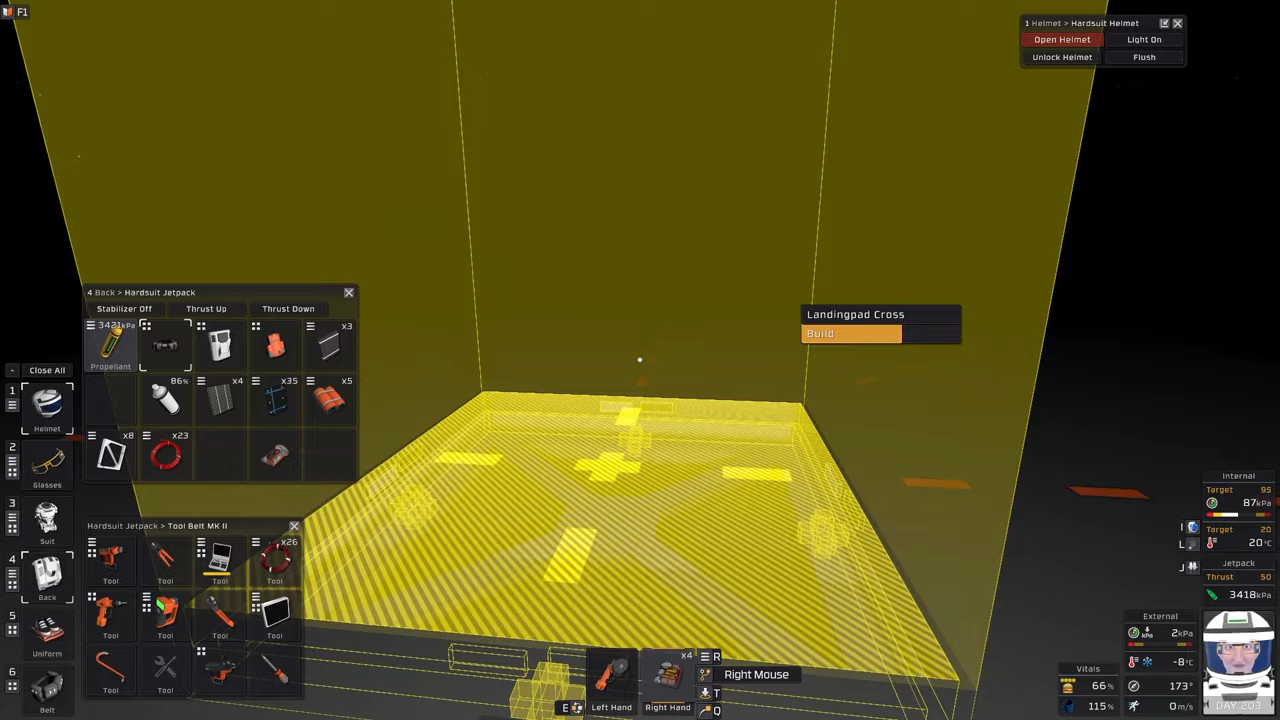 F1
1 Helmet > Hardsuit Helmet
Open Helmet
Light On
Unlock Helmet
Flush
Landingpad Cross
Build
4 Back > Hardsuit Jetpack
Stabilizer Off
Thrust Up
Thrust Down
3421kPa
x3
Propellant
86%
x4
x35
x5
x8
x23
Close All
1
Helmet
2
Glasses
3
Suit
4
Back
5
Uniform
6
Belt
Hardsuit Jetpack > Tool Belt MK II
x26
Tool
Tool
Tool
Tool
Tool
Tool
Tool
Tool
Tool
Tool
E
Left Hand
x4
Right Hand
R
T
Q
Right Mouse
Internal
Target 95
87kPa
Target 20
20°C
I
L
J
Jetpack
Thrust 50
3418kPa
External
kPa
2kPa
-8°C
173°
0m/s
Vitals
66%
115%
DAY 203